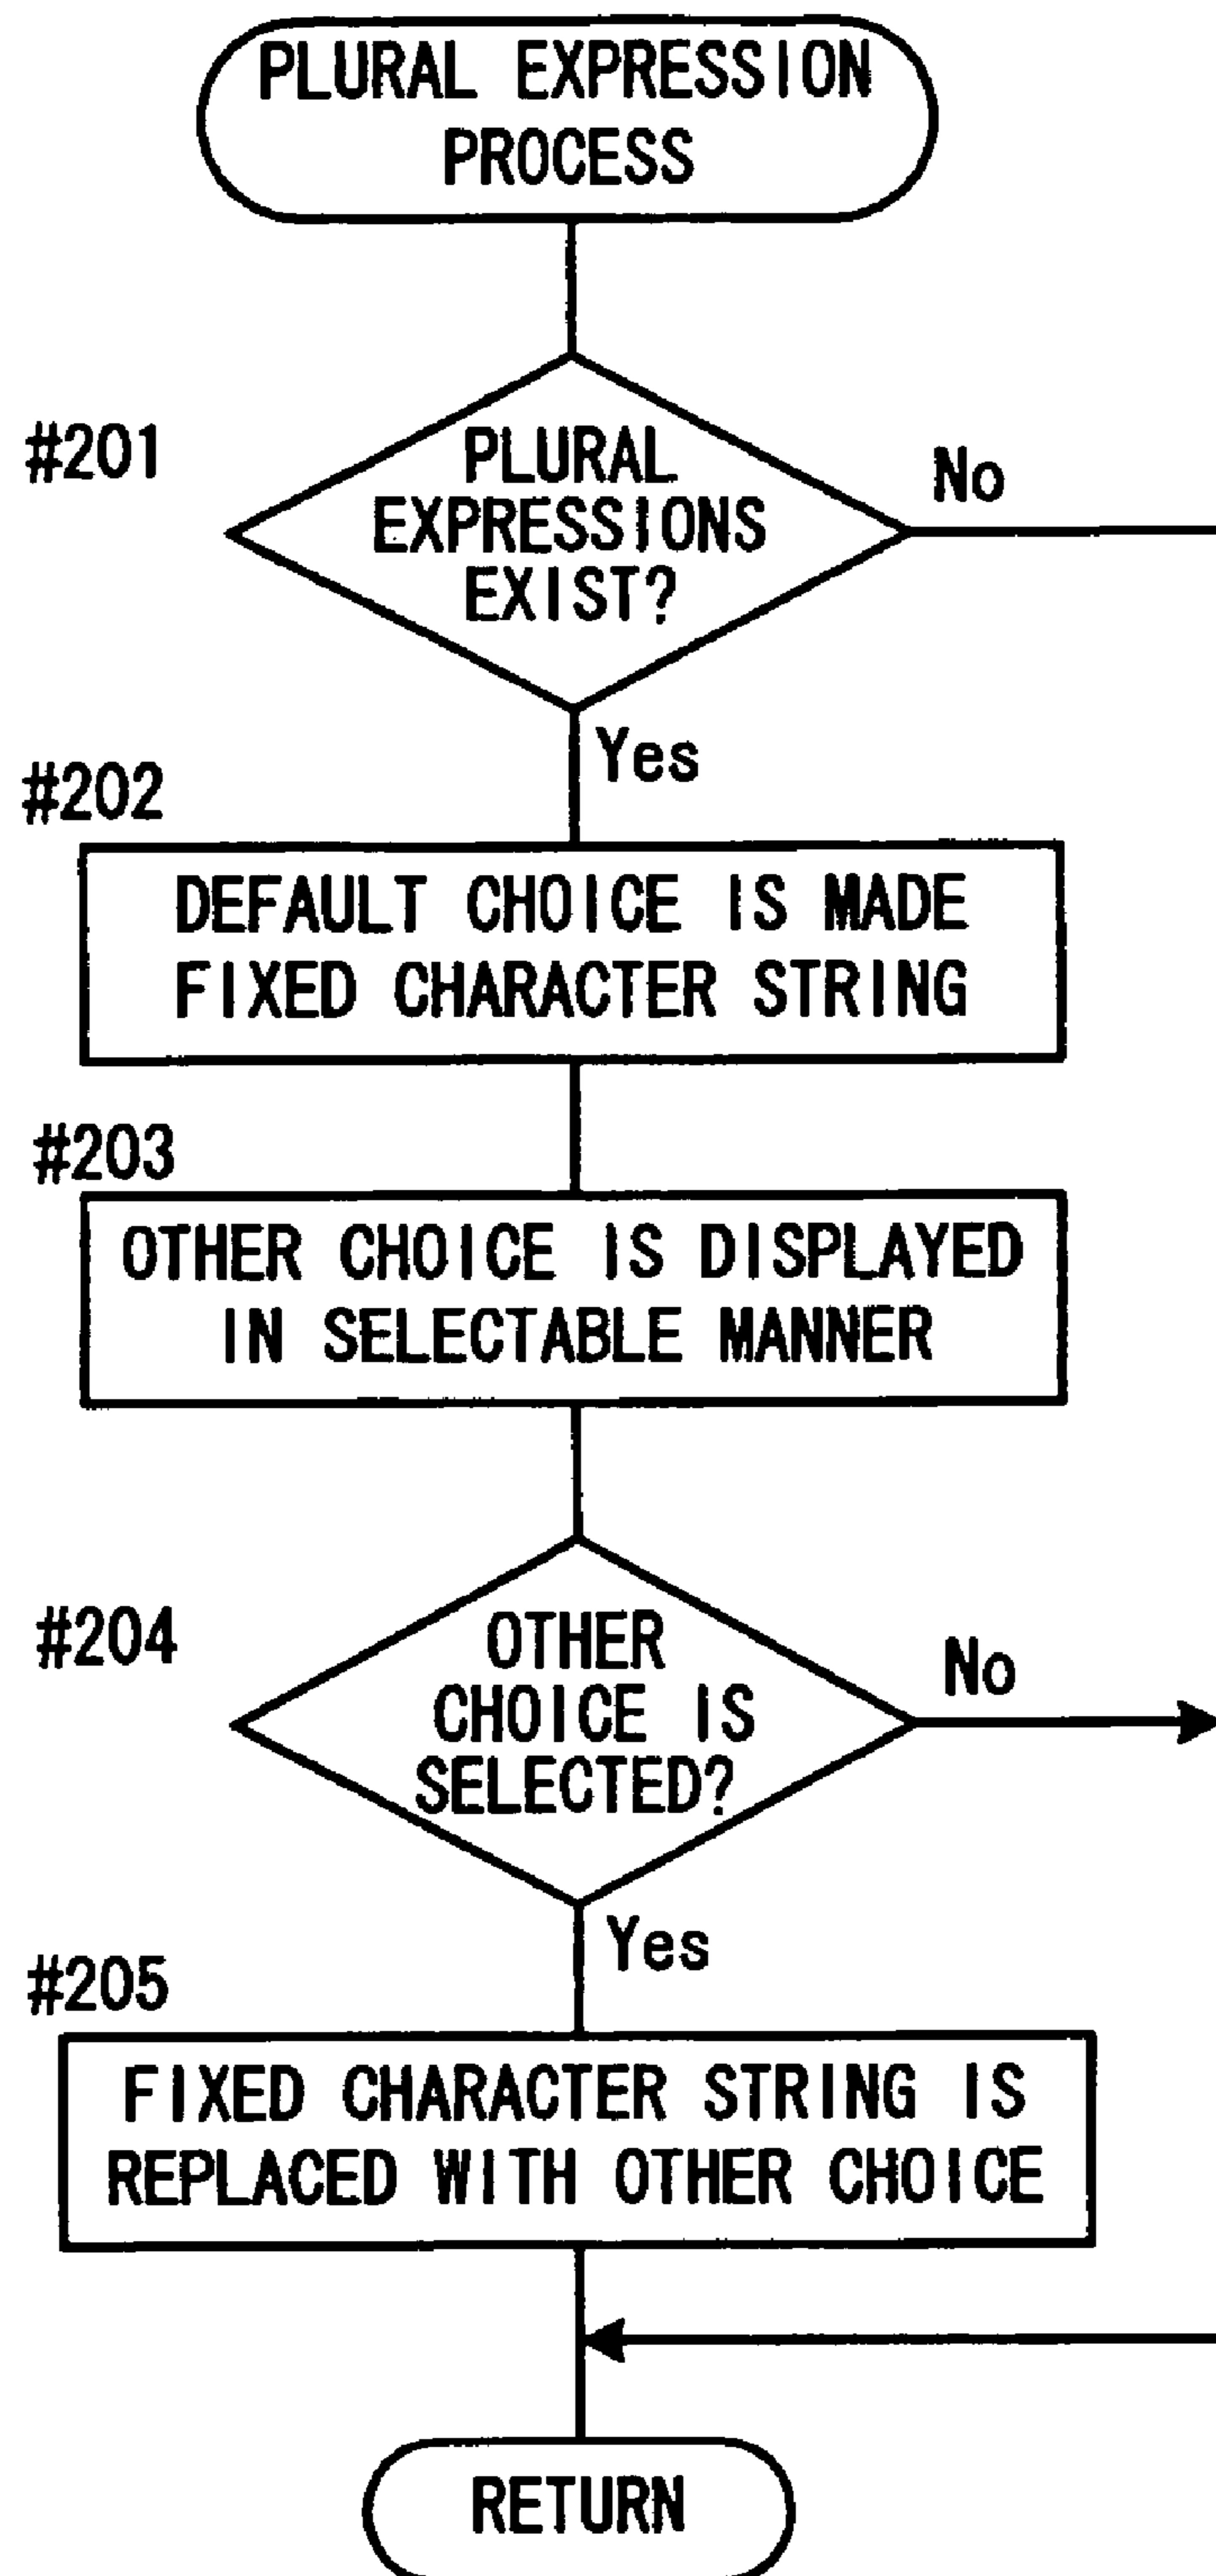 PLURAL EXPRESSION
PROCESS
#201
PLURAL
EXPRESSIONS
EXIST?
No
Yes
#202
DEFAULT CHOICE IS MADE
FIXED CHARACTER STRING
#203
OTHER CHOICE IS DISPLAYED
IN SELECTABLE MANNER
#204
OTHER
CHOICE IS
SELECTED?
No
Yes
#205
FIXED CHARACTER STRING IS
REPLACED WITH OTHER CHOICE
RETURN